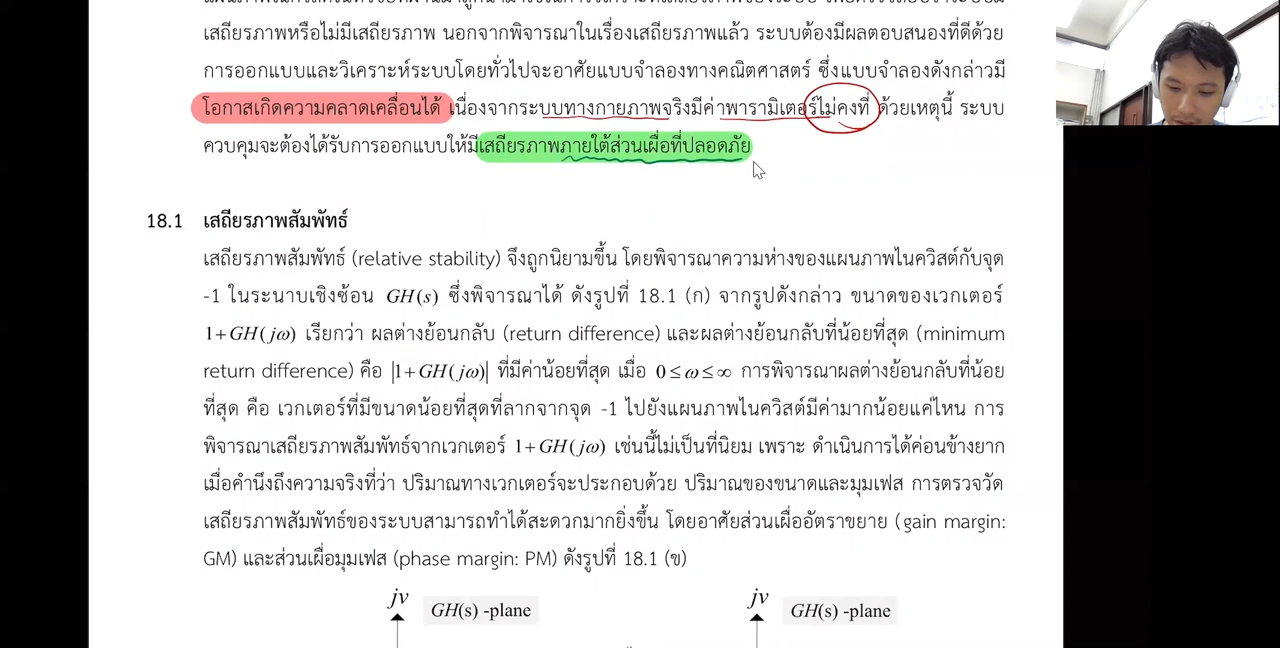 เสถียรภาพหรือไม่มีเสถียรภาพ นอกจากพิจารณาในเรื่องเสถียรภาพแล้ว ระบบต้องมีผลตอบสนองที่ดีด้วย
การออกแบบและวิเคราะห์ระบบโดยทั่วไปจะอาศัยแบบจำลองทางคณิตศาสตร์ ซึ่งแบบจำลองดังกล่าวมี
โอกาสเกิดความคลาดเคลื่อนได้ เนื่องจากระบบทางกายภาพจริงมีค่าพารามิเตอร์ไม่คงที่ ด้วยเหตุนี้ ระบบ
ควบคุมจะต้องได้รับการออกแบบให้มีเสถียรภาพภายใต้ส่วนเผื่อที่ปลอดภัย
18.1 เสถียรภาพสัมพัทธ์
เสถียรภาพสัมพัทธ์ (relative stability) จึงถูกนิยามขึ้น โดยพิจารณาความห่างของแผนภาพไนควิสต์กับจุด
-1 ในระนาบเชิงซ้อน GH(s) ซึ่งพิจารณาได้ ดังรูปที่ 18.1 (ก) จากรูปดังกล่าว ขนาดของเวกเตอร์
1+GH(jω) เรียกว่า ผลต่างย้อนกลับ (return difference) และผลต่างย้อนกลับที่น้อยที่สุด (minimum
return difference) คือ |1+GH(jω)| ที่มีค่าน้อยที่สุด เมื่อ 0≤ω≤∞ การพิจารณาผลต่างย้อนกลับที่น้อย
ที่สุด คือ เวกเตอร์ที่มีขนาดน้อยที่สุดที่ลากจากจุด -1 ไปยังแผนภาพไนควิสต์มีค่ามากน้อยแค่ไหน การ
พิจารณาเสถียรภาพสัมพัทธ์จากเวกเตอร์ 1+GH(jω) เช่นนี้ไม่เป็นที่นิยม เพราะ ดำเนินการได้ค่อนข้างยาก
เมื่อคำนึงถึงความจริงที่ว่า ปริมาณทางเวกเตอร์จะประกอบด้วย ปริมาณของขนาดและมุมเฟส การตรวจวัด
เสถียรภาพสัมพัทธ์ของระบบสามารถทำได้สะดวกมากยิ่งขึ้น โดยอาศัยส่วนเผื่ออัตราขยาย (gain margin:
GM) และส่วนเผื่อมุมเฟส (phase margin: PM) ดังรูปที่ 18.1 (ข)
jv GH(s) -plane jv GH(s) -plane